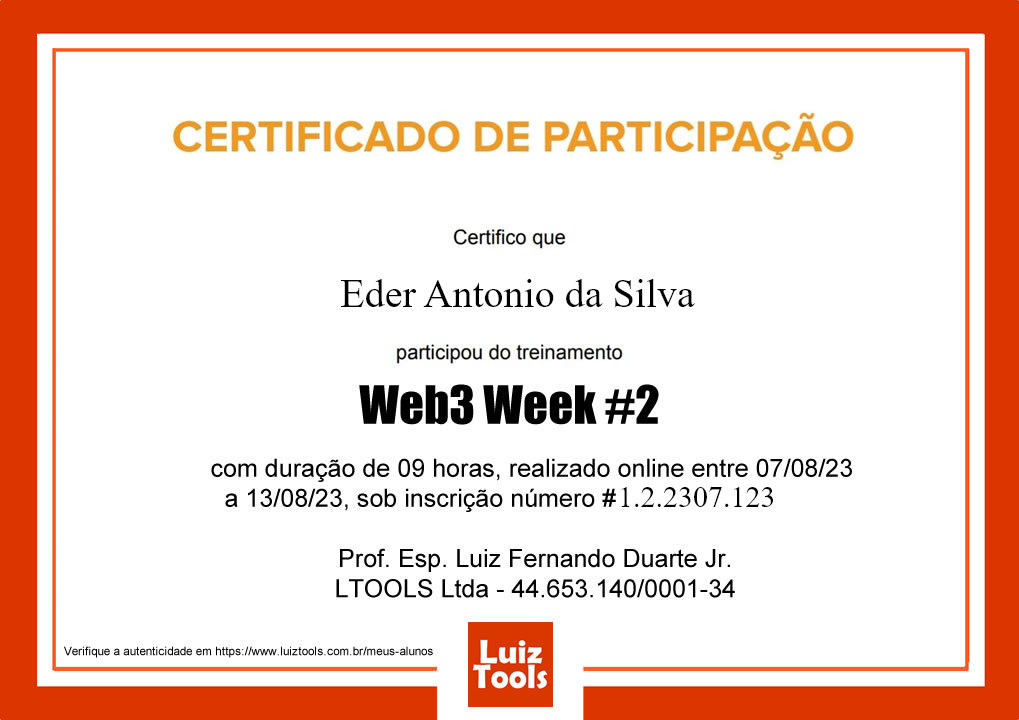 CERTIFICADO DE PARTICIPAÇÃO
Certifico que
Eder Antonio da Silva
participou do treinamento
Web3 Week #2
com duração de 09 horas, realizado online entre 07/08/23
a 13/08/23, sob inscrição número #1.2.2307.123
Prof. Esp. Luiz Fernando Duarte Jr.
LTOOLS Ltda - 44.653.140/0001-34
Verifique a autenticidade em https://www.luiztools.com.br/meus-alunos
Luiz
Tools